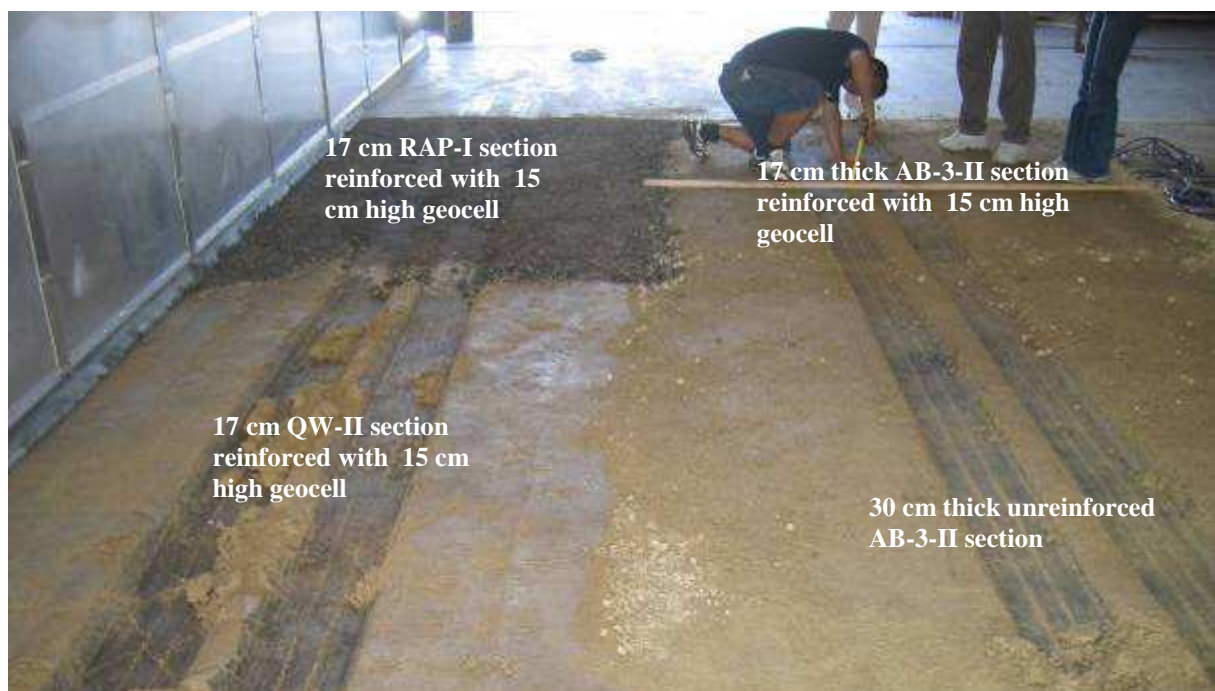 17 cm RAP-I section
reinforced with 15
cm high geocell
17 cm thick AB-3-II section
reinforced with 15 cm high
geocell
17 cm QW-II section
reinforced with 15 cm
high geocell
30 cm thick unreinforced
AB-3-II section